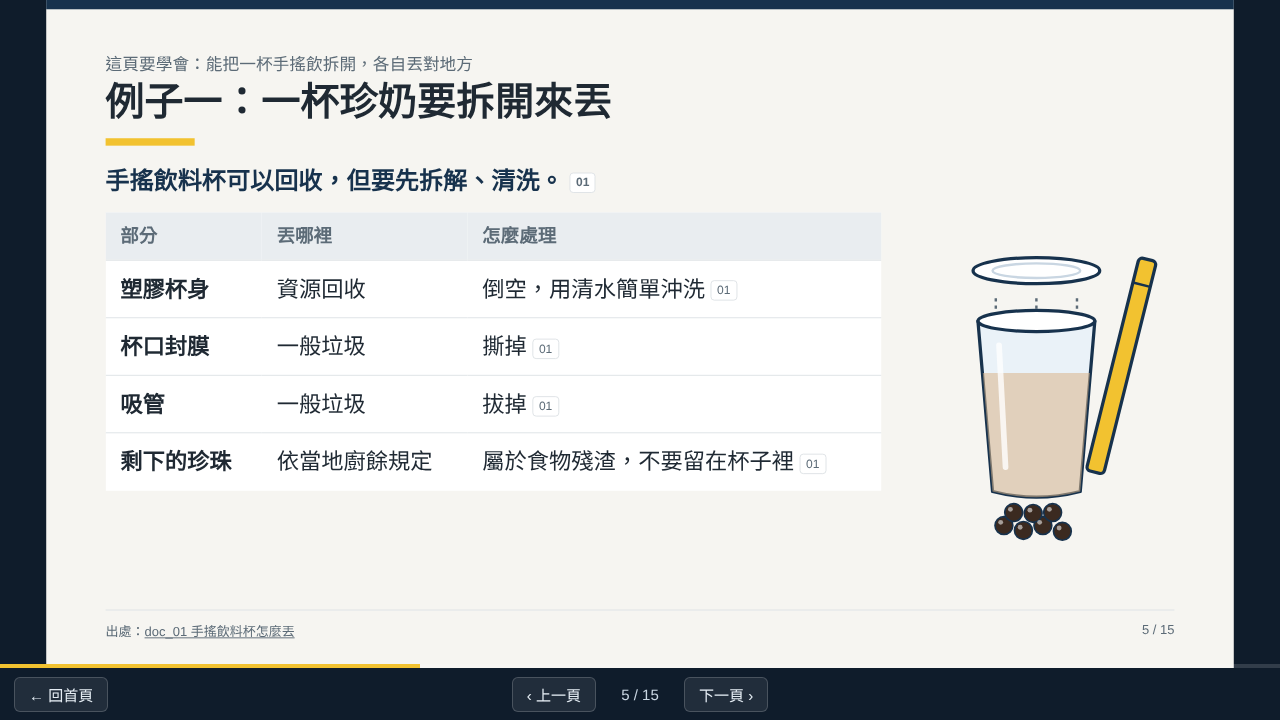 這頁要學會：能把一杯手搖飲拆開，各自丟對地方
例子一：一杯珍奶要拆開來丟
手搖飲料杯可以回收，但要先拆解、清洗。 01
部分 丟哪裡 怎麼處理
塑膠杯身 資源回收 倒空，用清水簡單沖洗 01
杯口封膜 一般垃圾 撕掉 01
吸管 一般垃圾 拔掉 01
剩下的珍珠 依當地廚餘規定 屬於食物殘渣，不要留在杯子裡 01
出處：doc_01 手搖飲料杯怎麼丟 5 / 15
← 回首頁 ‹ 上一頁 5 / 15 下一頁 ›